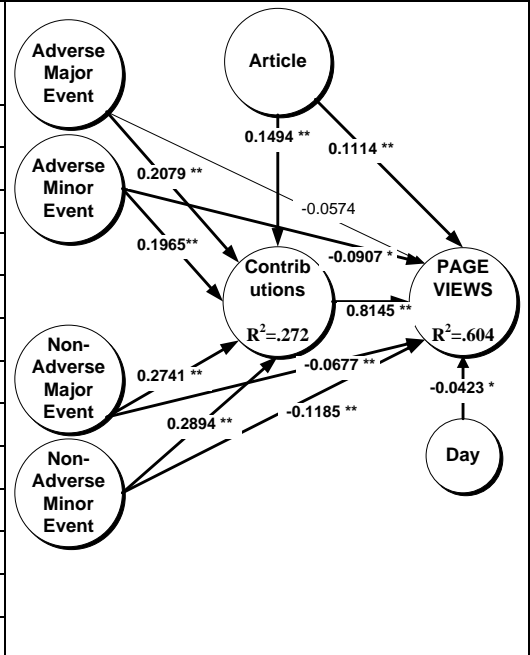 Adverse
Major
Event
Article
0.1494 **
0.1114 **
0.2079 **
Adverse
Minor
Event
-0.0574
0.1965**
-0.0907 *
Contrib
utions
R²=.272
PAGE
VIEWS
R²=.604
0.8145 **
Non-
Adverse
Major
Event
0.2741 **
-0.0677 **
-0.0423 *
0.2894 **
-0.1185 **
Non-
Adverse
Minor
Event
Day